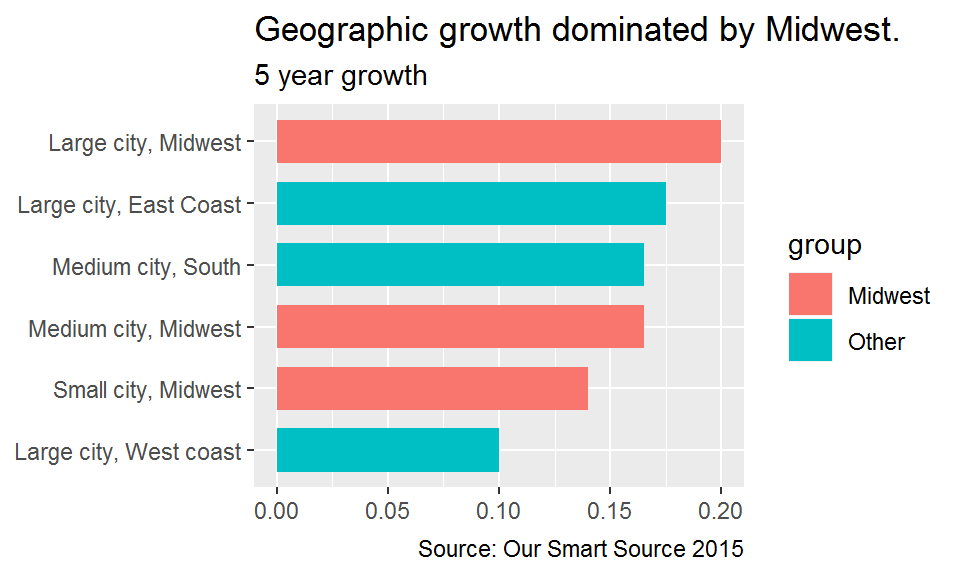 Geographic growth dominated by Midwest.
5 year growth
Large city, Midwest
Large city, East Coast
Medium city, South
Medium city, Midwest
Small city, Midwest
Large city, West coast
0.00 0.05 0.10 0.15 0.20
Source: Our Smart Source 2015
group
Midwest
Other